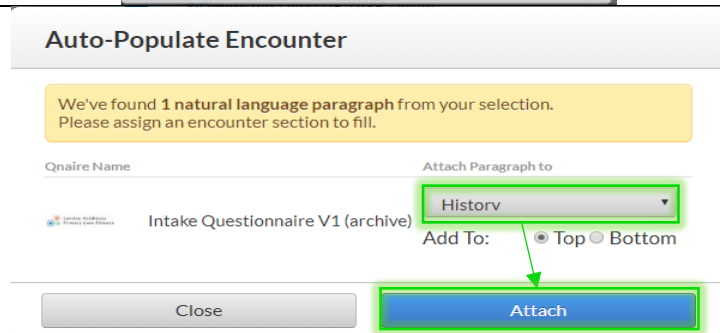 Auto-Populate Encounter
We've found 1 natural language paragraph from your selection.
Please assign an encounter section to fill.
Qnaire Name Attach Paragraph to
History
Intake Questionnaire V1 (archive)
Add To: Top Bottom
Close Attach